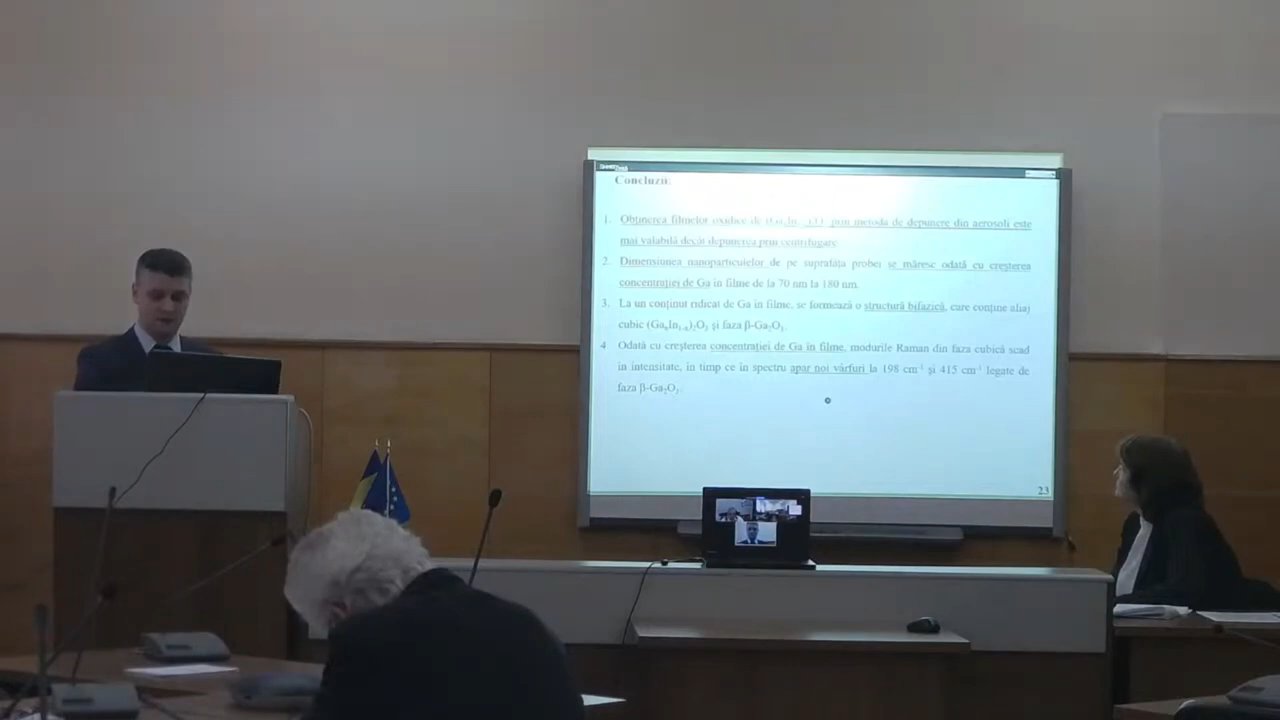 Concluzii:
1. Obținerea filmelor oxidice de prin metoda de depunere din aerosoli este
mai valabilă decât depunerea prin centrifugare
2. Dimensiunea nanoparticulelor de pe suprafața probei se măresc odată cu creșterea
concentrației de Ga în filme de la 70 nm la 180 nm.
3. La un conținut ridicat de Ga în filme, se formează o structură bifazică, care conține aliaj
cubic (GaₓIn₁₋ₓ)₂O₃ și faza β-Ga₂O₃.
4 Odată cu creșterea concentrației de Ga în filme, modurile Raman din faza cubică scad
în intensitate, în timp ce în spectru apar noi vârfuri la 198 cm⁻¹ și 415 cm⁻¹ legate de
faza β-Ga₂O₃.
23